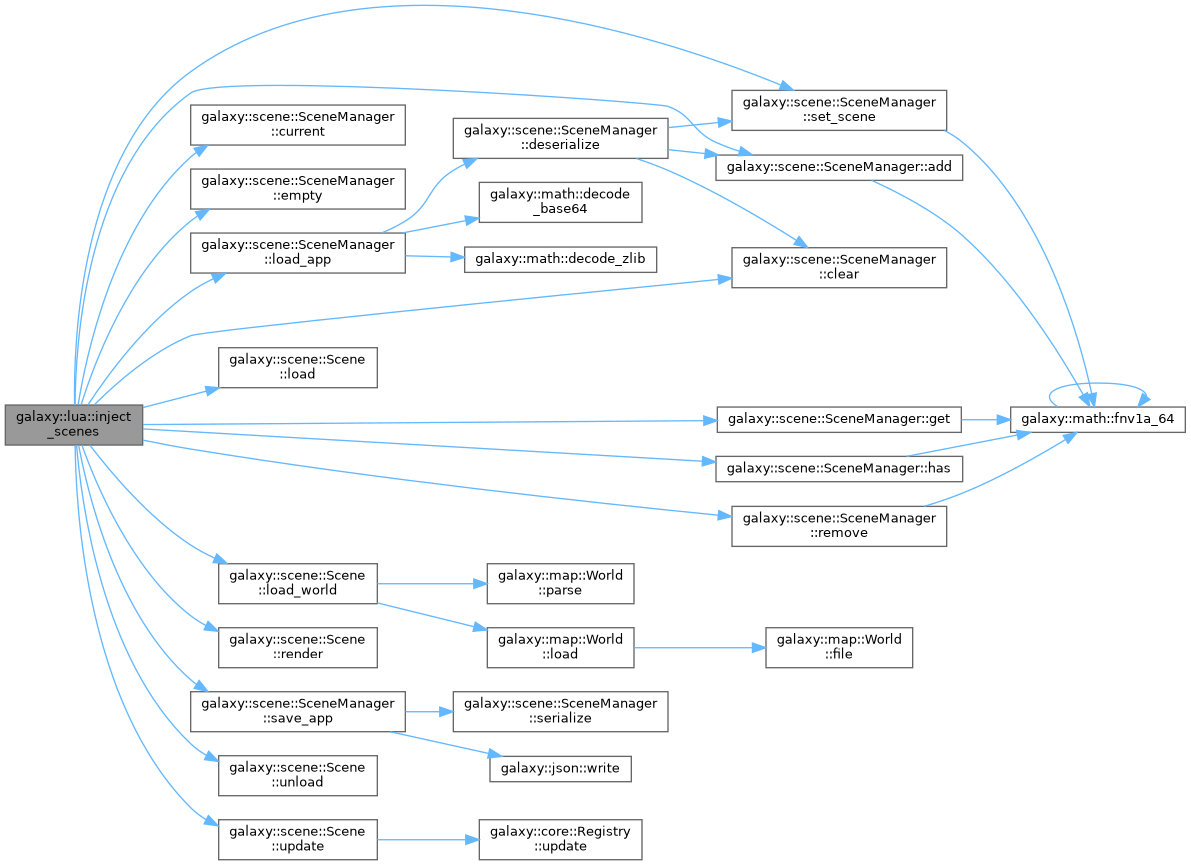 galaxy::lua::inject
_scenes
galaxy::scene::SceneManager
::current
galaxy::scene::SceneManager
::empty
galaxy::scene::SceneManager
::load_app
galaxy::scene::Scene
::load
galaxy::scene::Scene
::load_world
galaxy::scene::Scene
::render
galaxy::scene::SceneManager
::save_app
galaxy::scene::Scene
::unload
galaxy::scene::Scene
::update
galaxy::scene::SceneManager
::deserialize
galaxy::math::decode
_base64
galaxy::math::decode_zlib
galaxy::map::World
::parse
galaxy::map::World
::load
galaxy::scene::SceneManager
::serialize
galaxy::json::write
galaxy::core::Registry
::update
galaxy::scene::SceneManager
::set_scene
galaxy::scene::SceneManager::add
galaxy::scene::SceneManager
::clear
galaxy::scene::SceneManager::get
galaxy::scene::SceneManager::has
galaxy::scene::SceneManager
::remove
galaxy::map::World
::file
galaxy::math::fnv1a_64